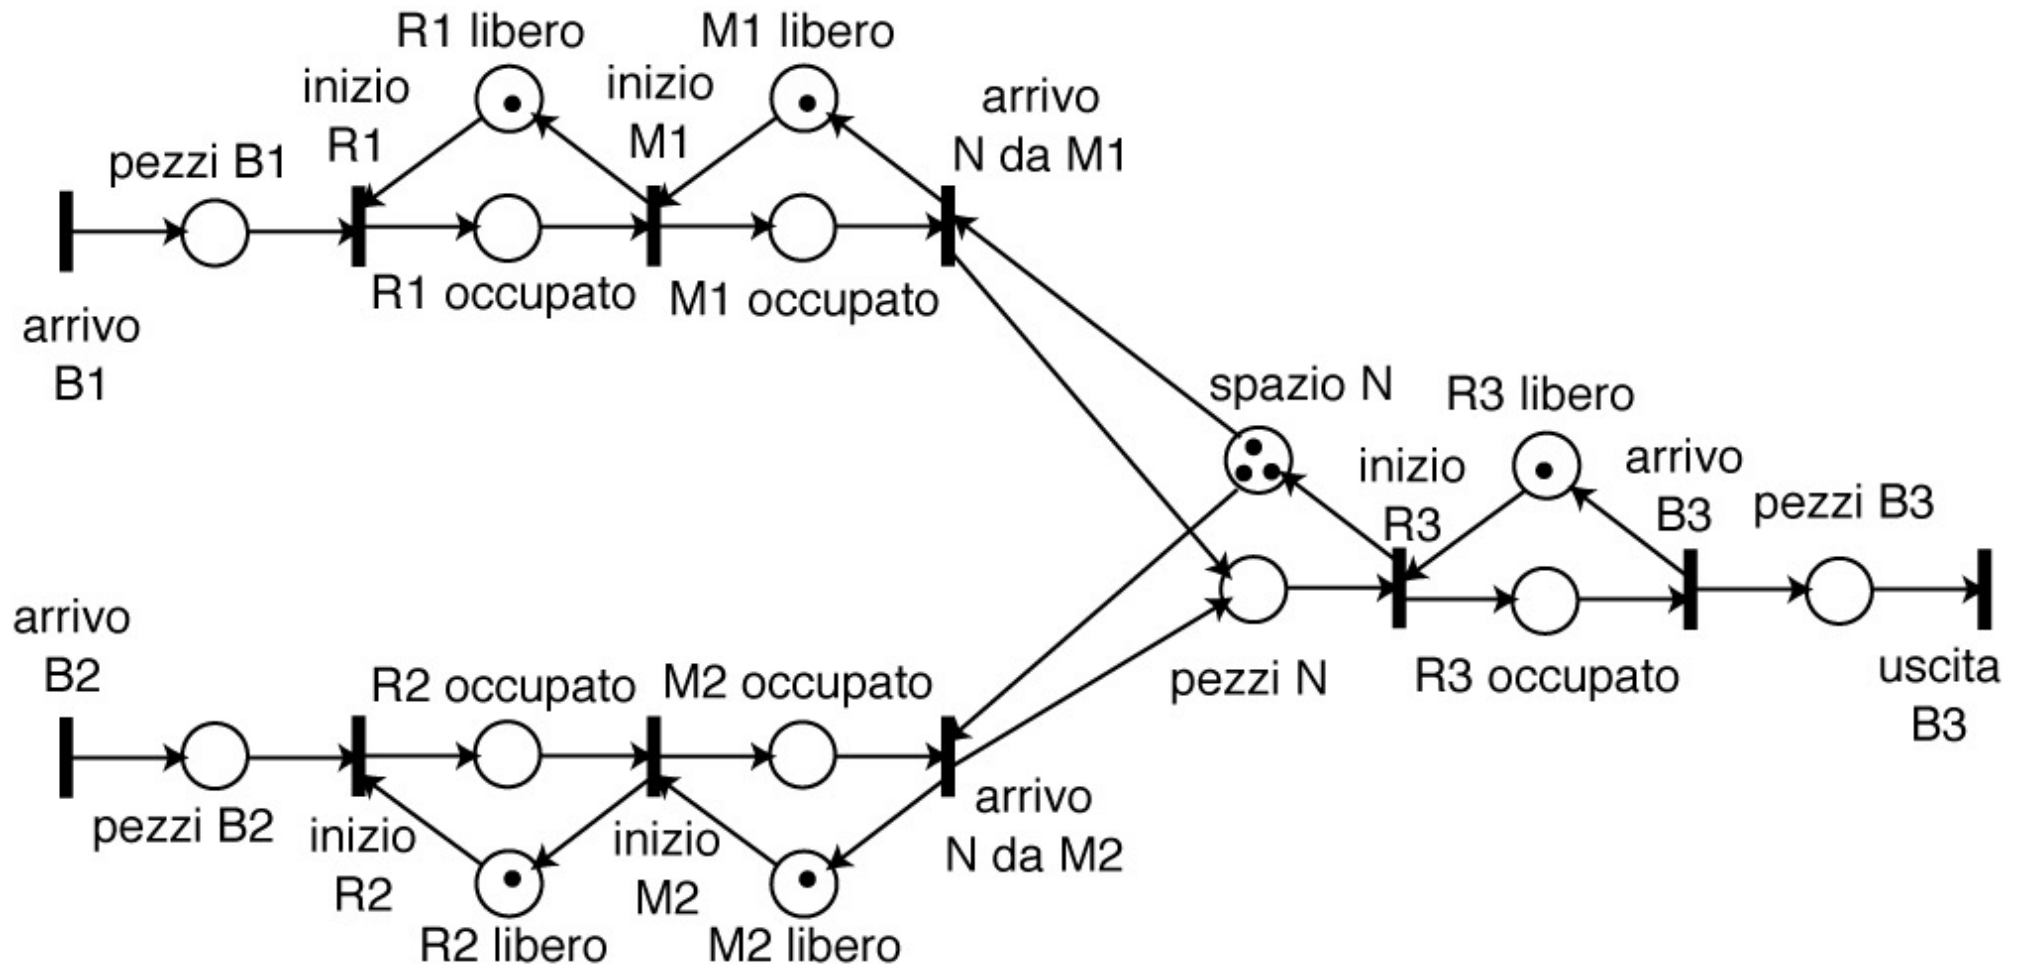 R1 libero
M1 libero
inizio
R1
inizio
M1
arrivo
N da M1
pezzi B1
R1 occupato
M1 occupato
arrivo
B1
spazio N
R3 libero
inizio
R3
arrivo
B3
pezzi B3
arrivo
B2
R2 occupato
M2 occupato
pezzi N
R3 occupato
uscita
B3
pezzi B2
inizio
R2
inizio
M2
arrivo
N da M2
R2 libero
M2 libero